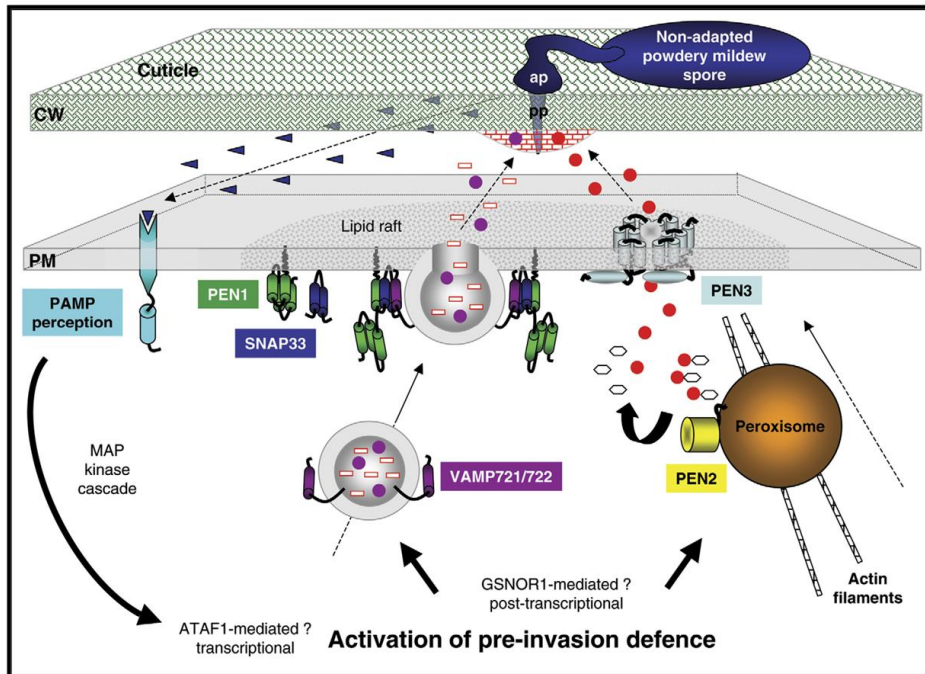 Non-adapted
powdery mildew
spore
Cuticle
ap
CW
pp
Lipid raft
PM
PEN1
PEN3
PAMP
perception
SNAP33
MAP
kinase
cascade
Peroxisome
VAMP721/722
PEN2
GSNOR1-mediated ?
post-transcriptional
Actin
filaments
ATAF1-mediated ?
transcriptional
Activation of pre-invasion defence